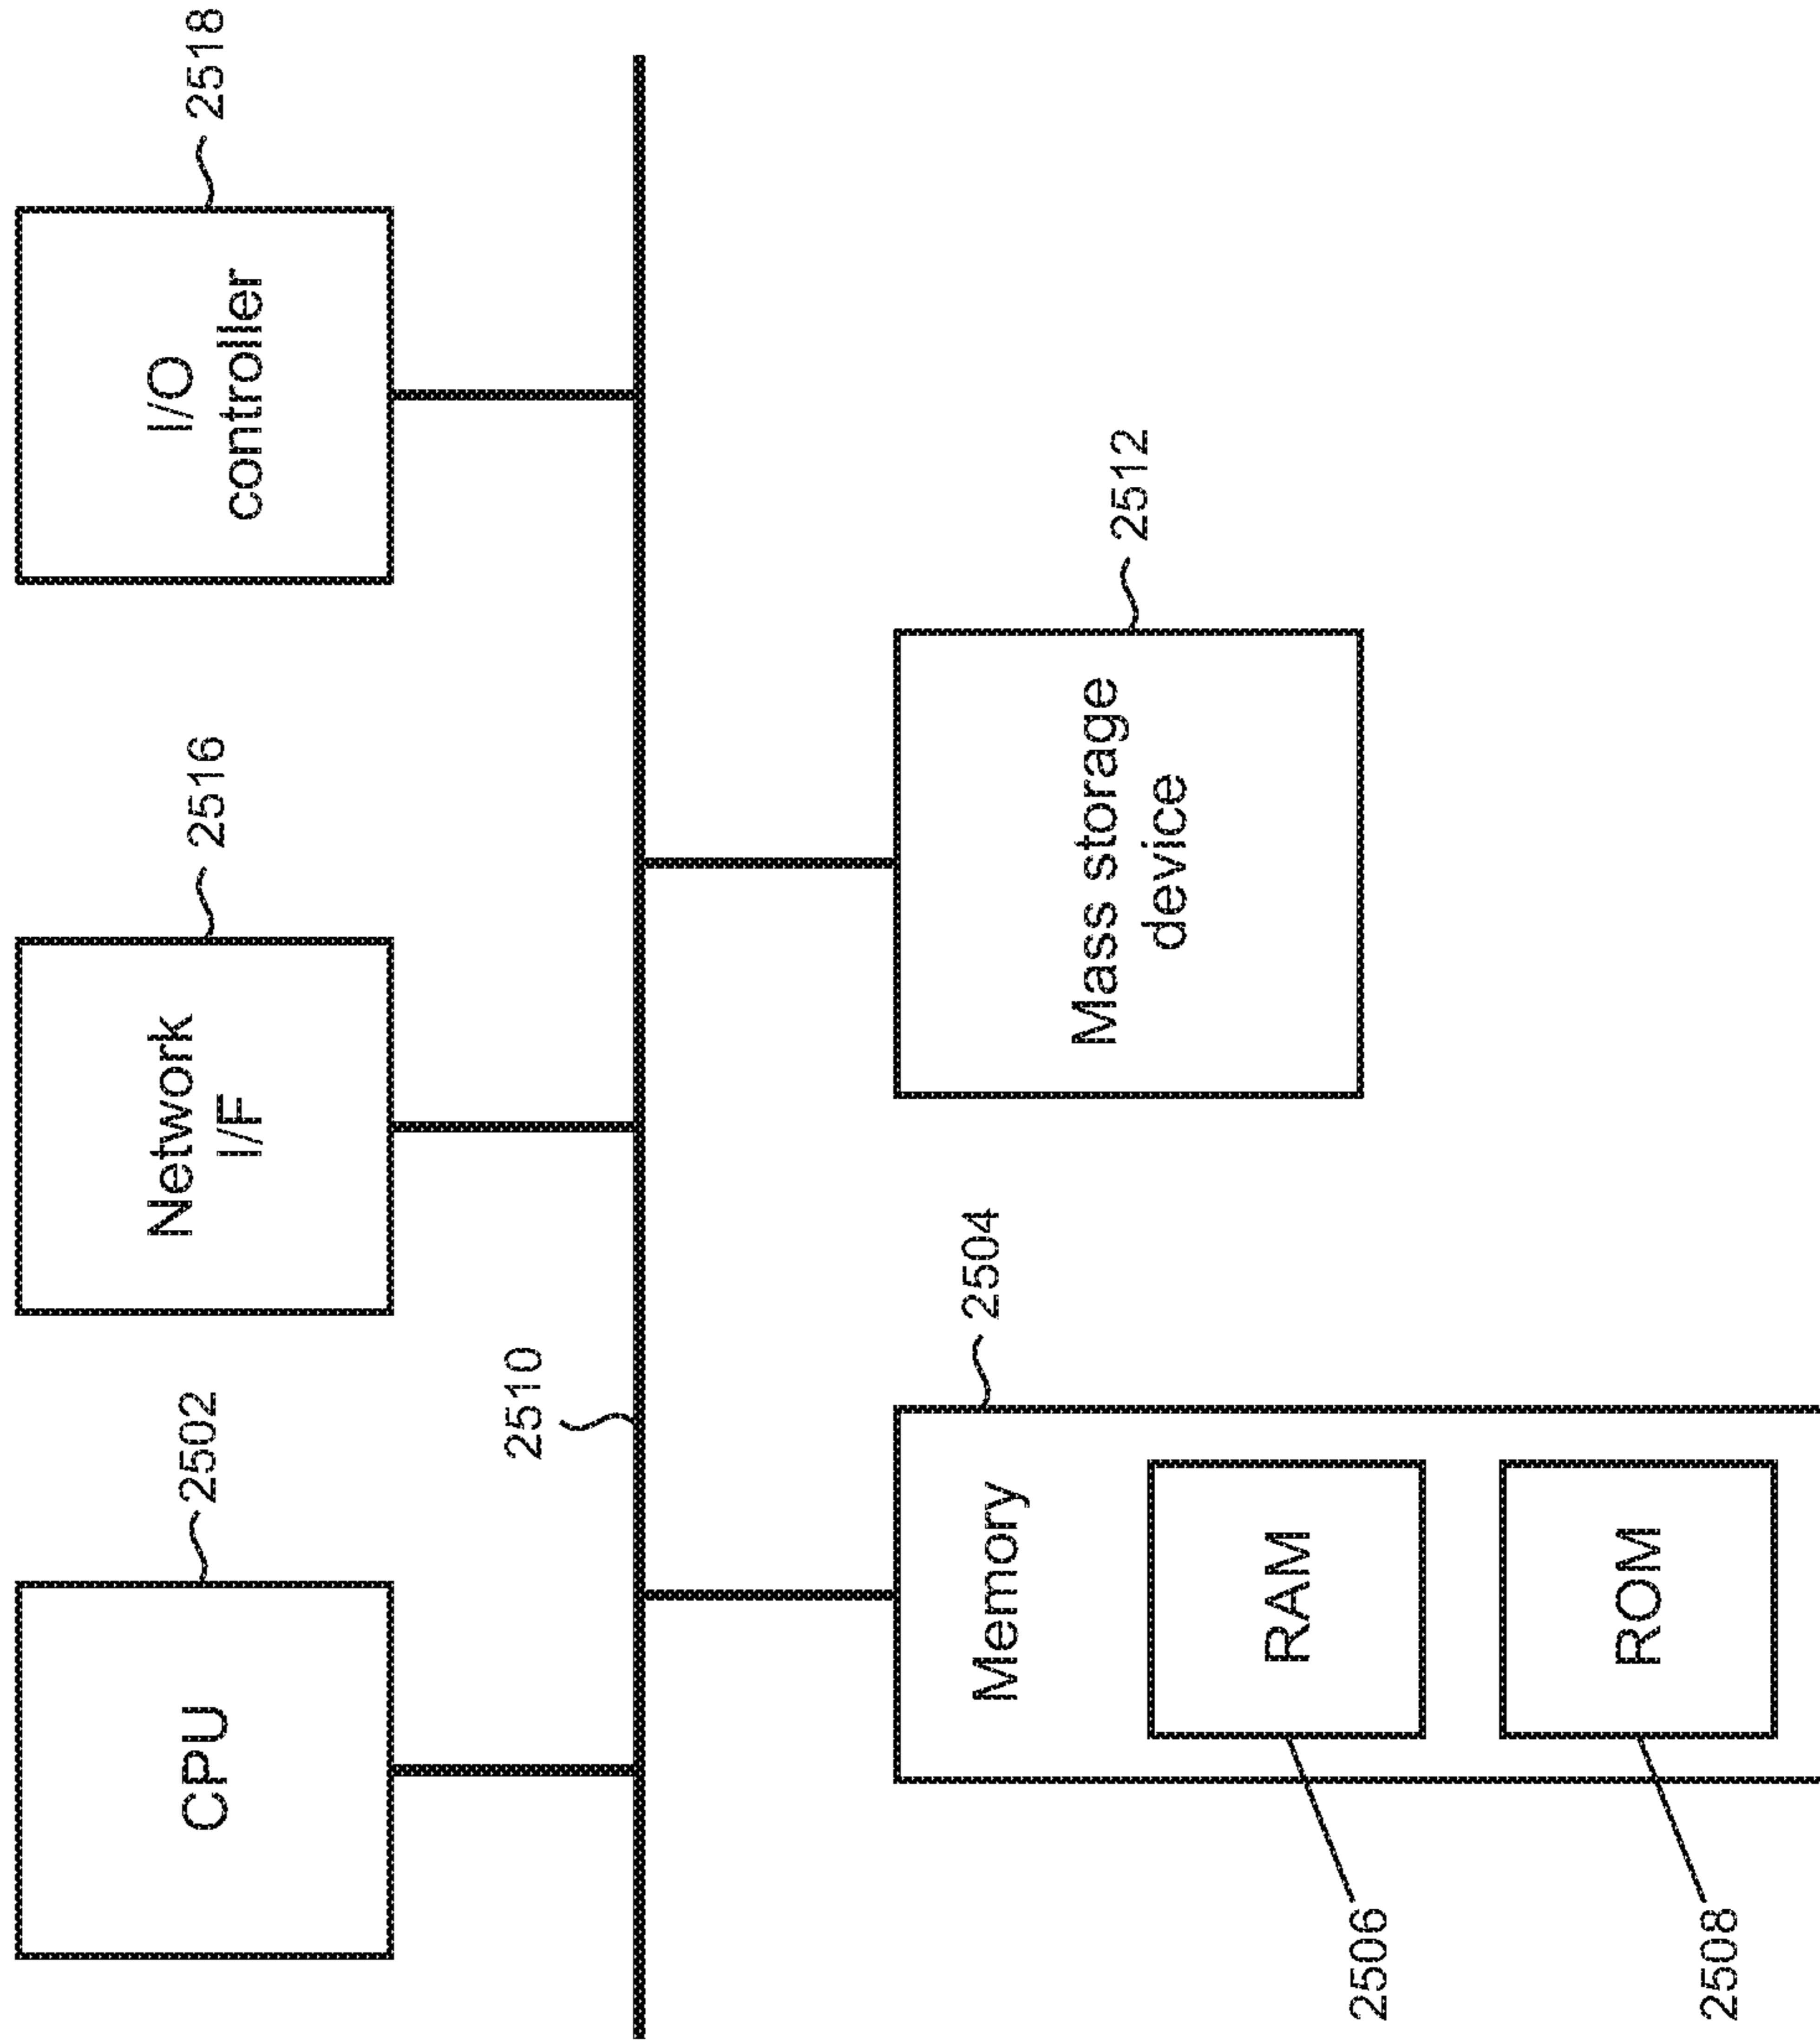 CPU
2502
Network
I/F
2516
I/O
controller
2518
2510
Memory
2504
RAM
2506
ROM
2508
Mass storage
device
2512